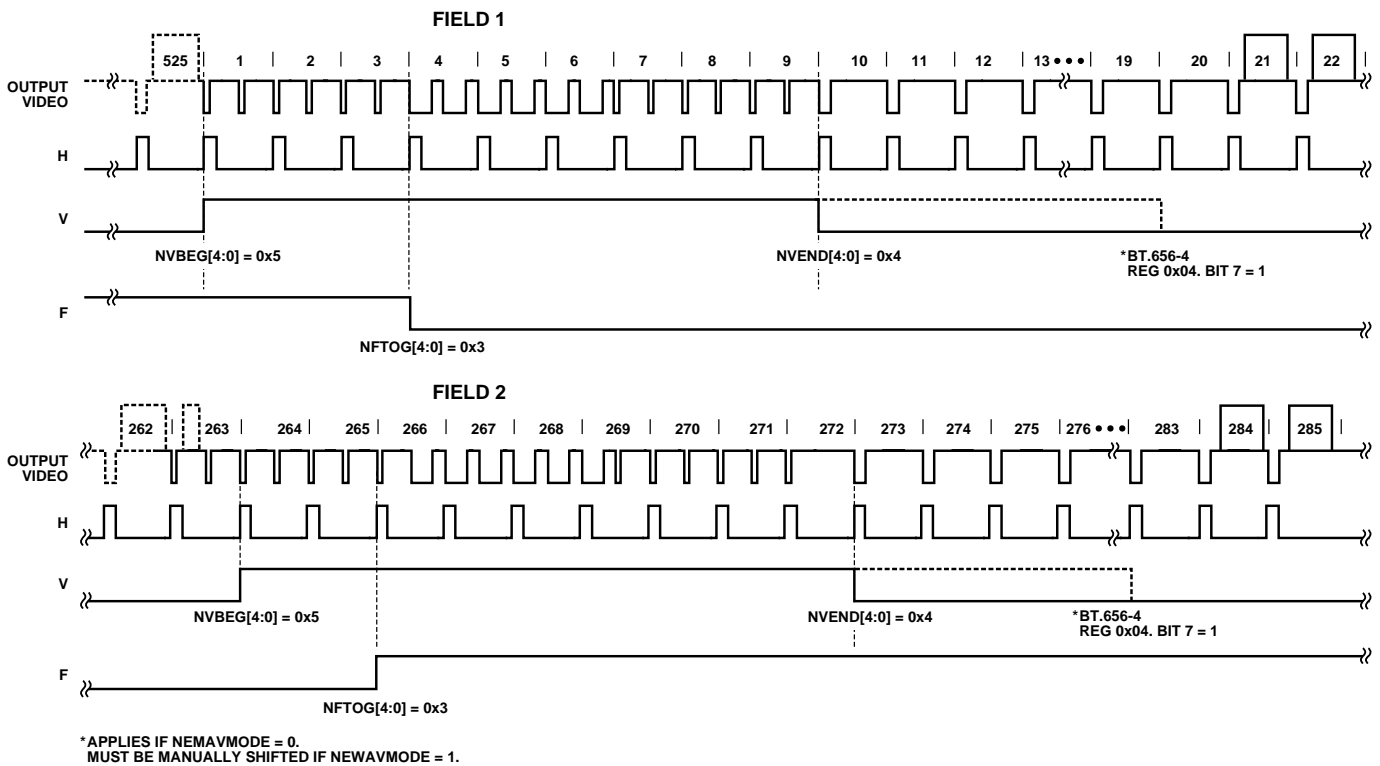 FIELD 1
525 | 1 | 2 | 3 | 4 | 5 | 6 | 7 | 8 | 9 | 10 | 11 | 12 | 13 ••• | 19 | 20 | 21 | 22 |
OUTPUT
VIDEO
H
V
NVBEG[4:0] = 0x5
NVEND[4:0] = 0x4
*BT.656-4
REG 0x04. BIT 7 = 1
F
NFTOG[4:0] = 0x3
FIELD 2
262 | 263 | 264 | 265 | 266 | 267 | 268 | 269 | 270 | 271 | 272 | 273 | 274 | 275 | 276 ••• | 283 | 284 | 285 |
OUTPUT
VIDEO
H
V
NVBEG[4:0] = 0x5
NVEND[4:0] = 0x4
*BT.656-4
REG 0x04. BIT 7 = 1
F
NFTOG[4:0] = 0x3
*APPLIES IF NEMAVMODE = 0.
MUST BE MANUALLY SHIFTED IF NEWAVMODE = 1.